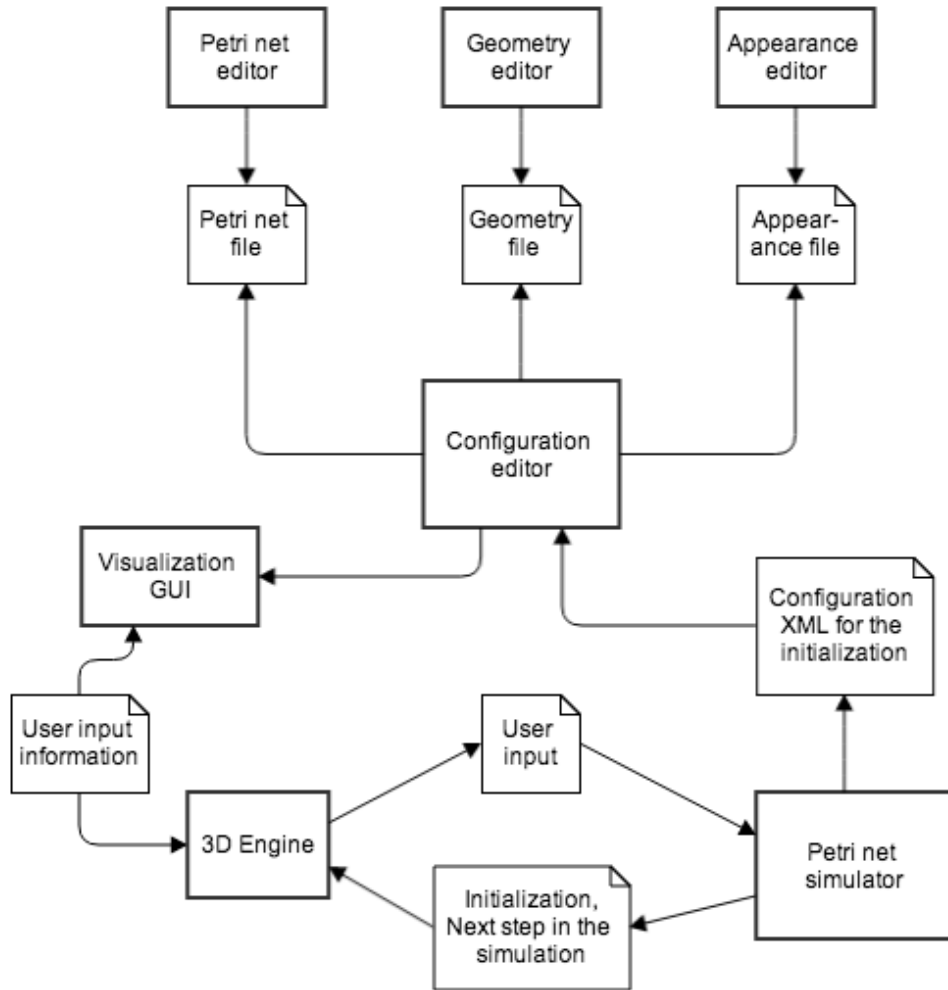 Petri net
editor
Geometry
editor
Appearance
editor
Petri net
file
Geometry
file
Appear-
ance file
Configuration
editor
Visualization
GUI
Configuration
XML for the
initialization
User input
information
User
input
3D Engine
Petri net
simulator
Initialization,
Next step in the
simulation